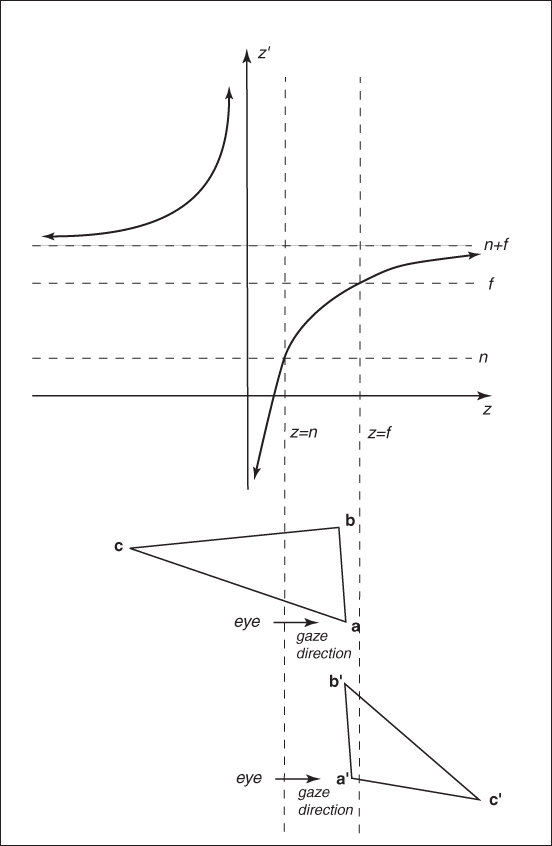 z'
n+f
f
n
z
z=n
z=f
b
c
eye
a
gaze
direction
b'
eye
a'
gaze
direction
c'